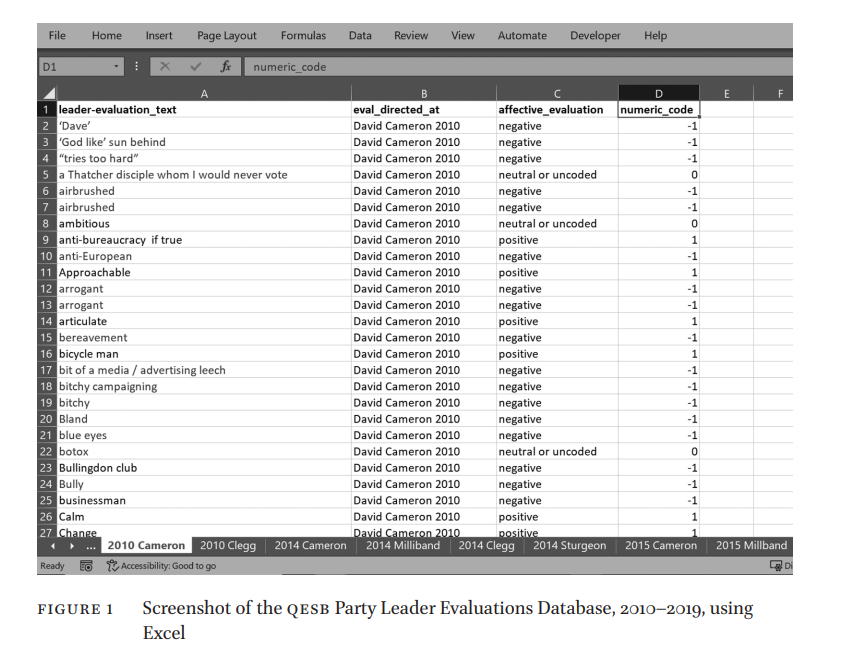 File Home Insert Page Layout Formulas Data Review View Automate Developer Help
D1 fx numeric_code
A B C D E F
1 leader-evaluation_text eval_directed_at affective_evaluation numeric_code
2 ‘Dave’ David Cameron 2010 negative -1
3 ‘God like’ sun behind David Cameron 2010 negative -1
4 “tries too hard” David Cameron 2010 negative -1
5 a Thatcher disciple whom I would never vote David Cameron 2010 neutral or uncoded 0
6 airbrushed David Cameron 2010 negative -1
7 airbrushed David Cameron 2010 negative -1
8 ambitious David Cameron 2010 neutral or uncoded 0
9 anti-bureaucracy if true David Cameron 2010 positive 1
10 anti-European David Cameron 2010 negative -1
11 Approachable David Cameron 2010 positive 1
12 arrogant David Cameron 2010 negative -1
13 arrogant David Cameron 2010 negative -1
14 articulate David Cameron 2010 positive 1
15 bereavement David Cameron 2010 negative -1
16 bicycle man David Cameron 2010 positive 1
17 bit of a media / advertising leech David Cameron 2010 negative -1
18 bitchy campaigning David Cameron 2010 negative -1
19 bitchy David Cameron 2010 negative -1
20 Bland David Cameron 2010 negative -1
21 blue eyes David Cameron 2010 negative -1
22 botox David Cameron 2010 neutral or uncoded 0
23 Bullingdon club David Cameron 2010 negative -1
24 Bully David Cameron 2010 negative -1
25 businessman David Cameron 2010 negative -1
26 Calm David Cameron 2010 positive 1
27 Change David Cameron 2010 positive 1
... 2010 Cameron 2010 Clegg 2014 Cameron 2014 Milliband 2014 Clegg 2014 Sturgeon 2015 Cameron 2015 Millband
Ready Accessibility: Good to go Di
FIGURE 1 Screenshot of the QESB Party Leader Evaluations Database, 2010–2019, using
Excel